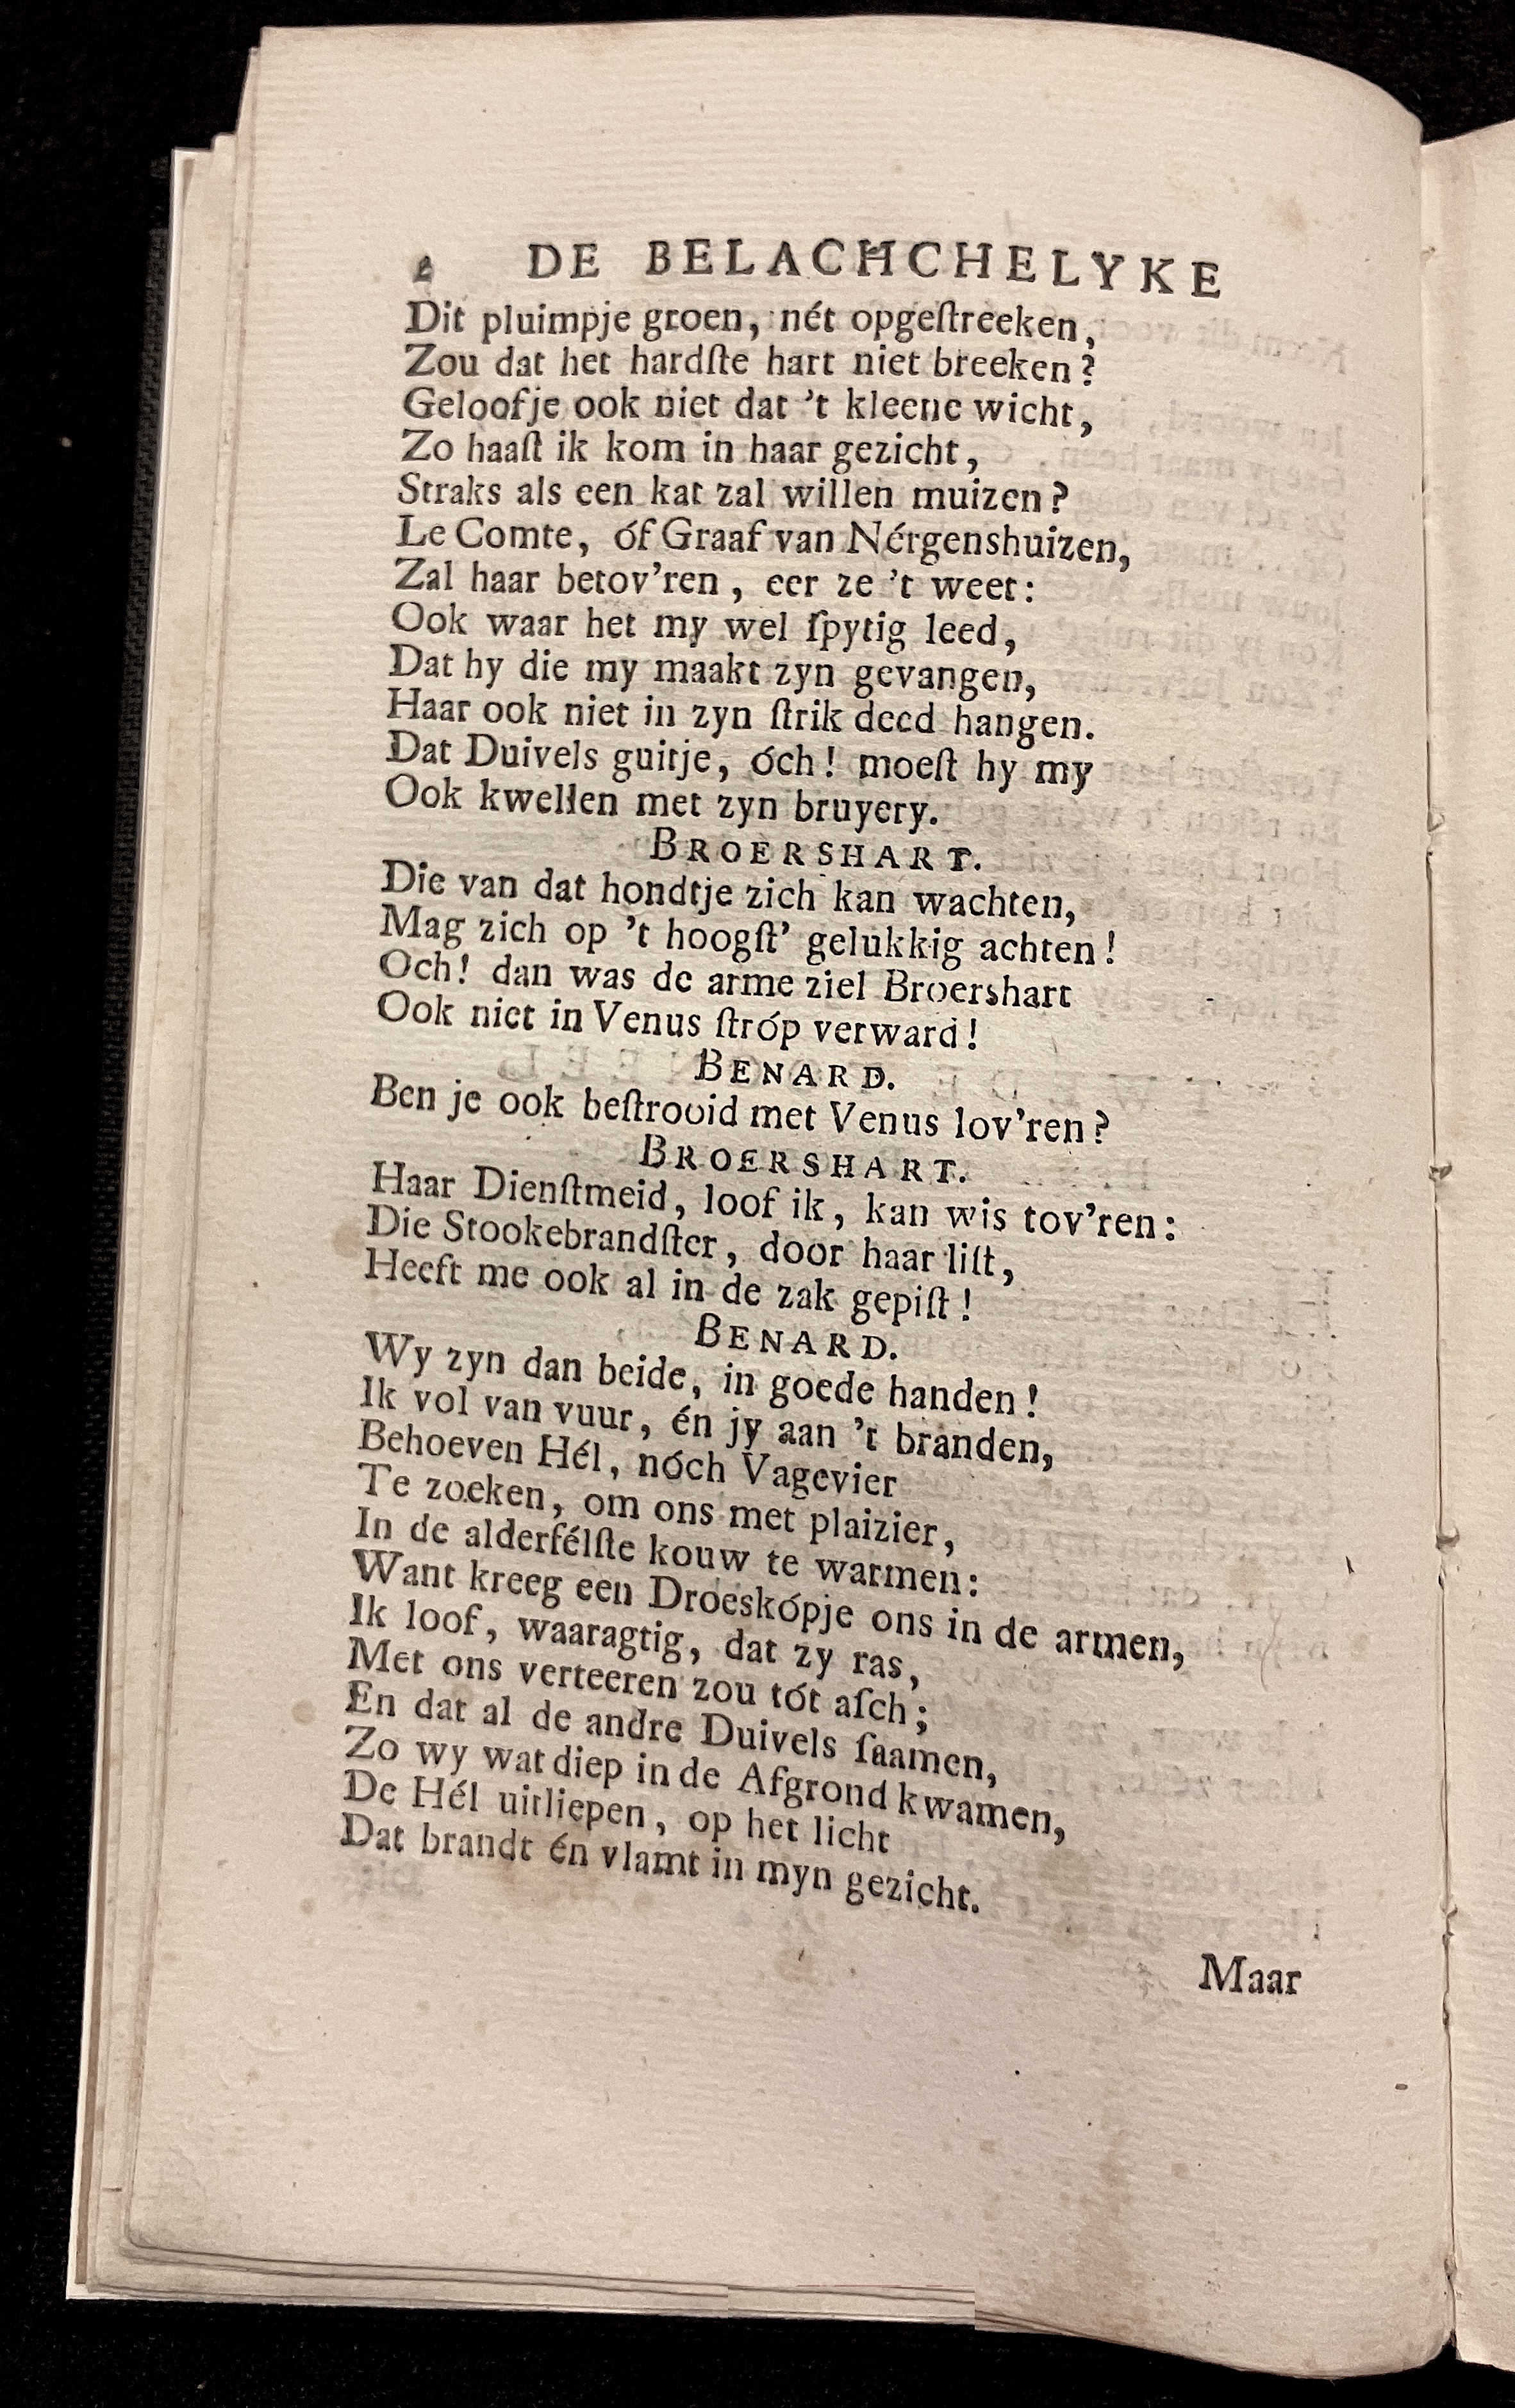 DE BELACHCHELYKE
Dit pluimpje groen, nét opgeſtreeken,
Zou dat het hardſte hart niet breeken?
Geloofje ook niet dat 't kleene wicht,
Zo haaſt ik kom in haar gezicht,
Straks als een kat zal willen muizen?
Le Comte, óf Graaf van Nérgenshuizen,
Zal haar betov'ren, eer ze 't weet:
Ook waar het my wel ſpytig leed,
Dat hy die my maakt zyn gevangen,
Haar ook niet in zyn ſtrik deed hangen.
Dat Duivels guitje, óch! moeſt hy my
Ook kwellen met zyn bruyery.
BROERSHART.
Die van dat hondtje zich kan wachten,
Mag zich op 't hoogſt' gelukkig achten!
Och! dan was de arme ziel Broershart
Ook niet in Venus ſtróp verward!
BENARD.
Ben je ook beſtrooid met Venus lov'ren?
BROERSHART.
Haar Dienſtmeid, loof ik, kan wis tov'ren:
Die Stookebrandſter, door haar liſt,
Heeft me ook al in de zak gepiſt!
BENARD.
Wy zyn dan beide, in goede handen!
Ik vol van vuur, én jy aan 't branden,
Behoeven Hél, nóch Vagevier
Te zoeken, om ons met plaizier,
In de alderfélſte kouw te warmen:
Want kreeg een Droeskópje ons in de armen,
Ik loof, waaragtig, dat zy ras,
Met ons verteeren zou tót aſch;
En dat al de andre Duivels ſaamen,
Zo wy wat diep in de Afgrond kwamen,
De Hél uitliepen, op het licht
Dat brandt én vlamt in myn gezicht.
Maar